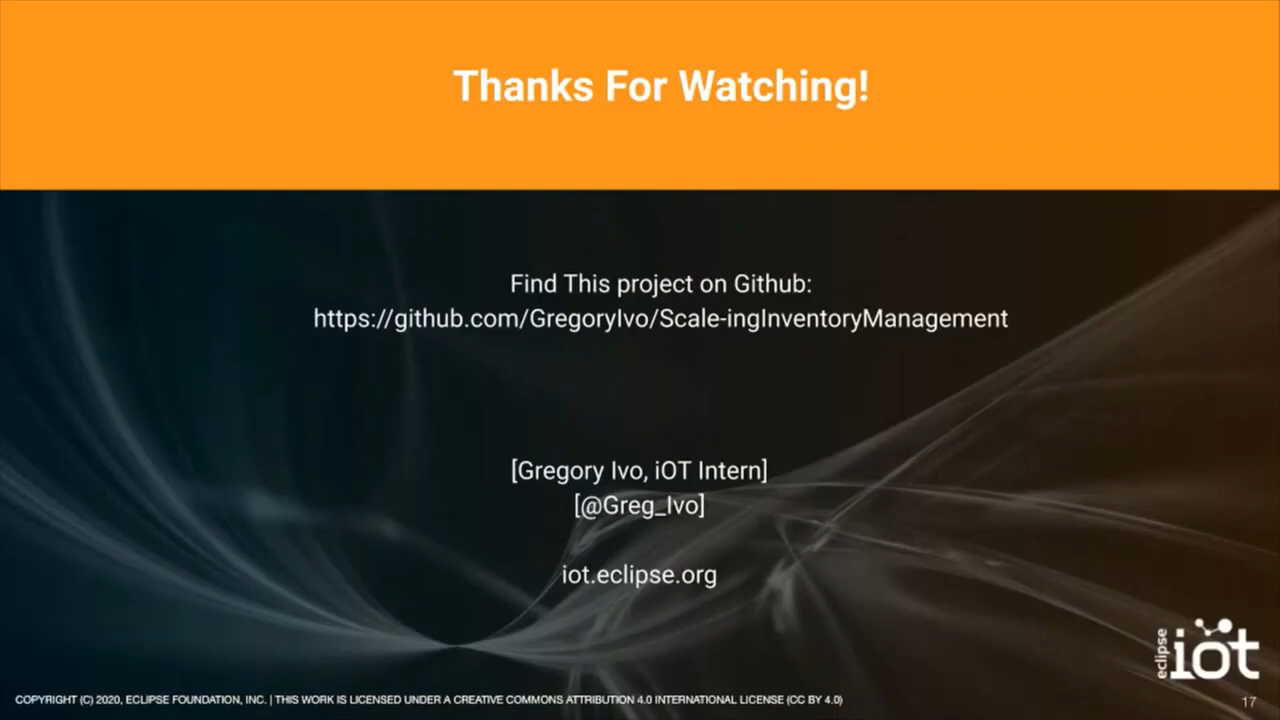 Thanks For Watching!
Find This project on Github:
https://github.com/GregoryIvo/Scale-ingInventoryManagement
[Gregory Ivo, iOT Intern]
[@Greg_Ivo]
iot.eclipse.org
eclipse iot
COPYRIGHT (C) 2020, ECLIPSE FOUNDATION, INC. | THIS WORK IS LICENSED UNDER A CREATIVE COMMONS ATTRIBUTION 4.0 INTERNATIONAL LICENSE (CC BY 4.0)
17